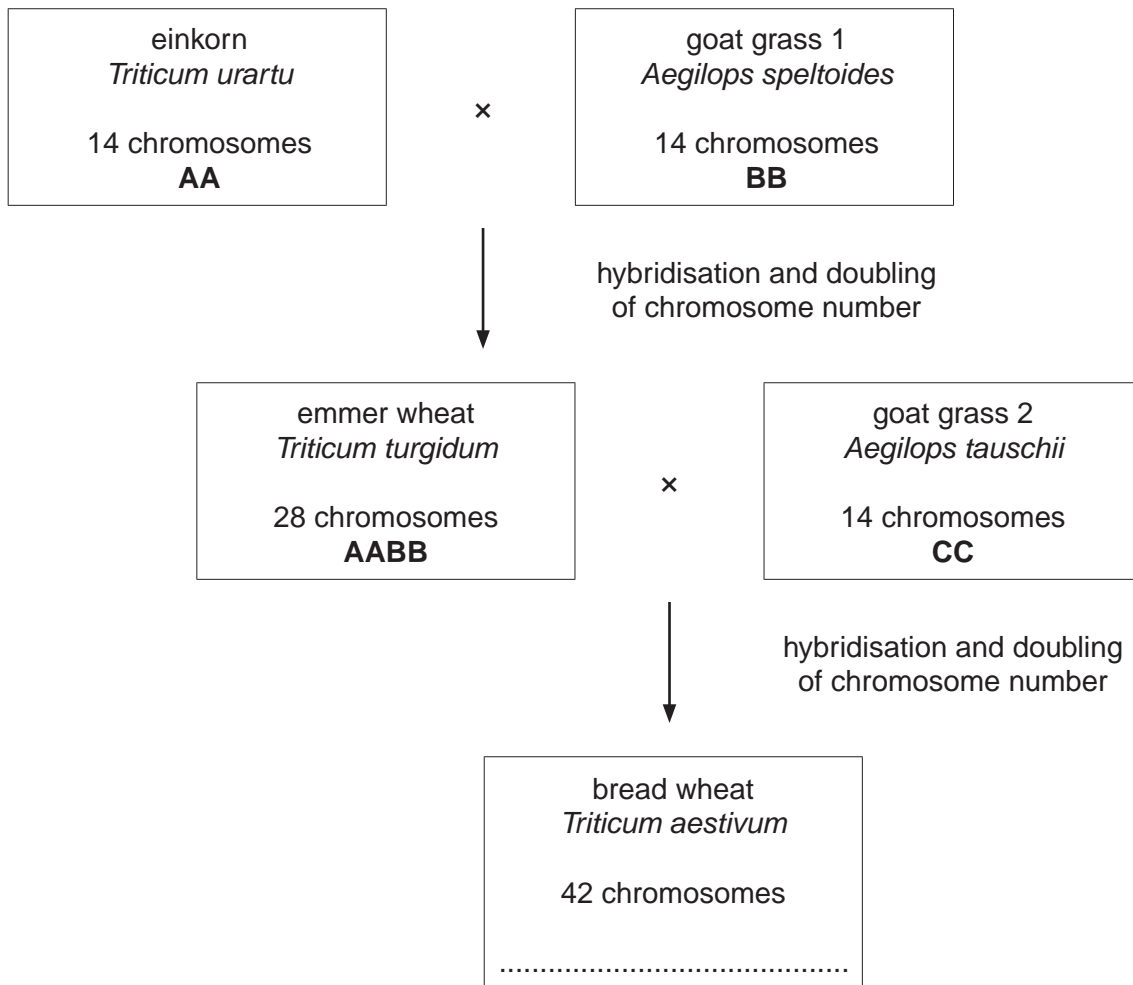 einkorn
Triticum urartu
14 chromosomes
AA
×
goat grass 1
Aegilops speltoides
14 chromosomes
BB
hybridisation and doubling
of chromosome number
emmer wheat
Triticum turgidum
28 chromosomes
AABB
×
goat grass 2
Aegilops tauschii
14 chromosomes
CC
hybridisation and doubling
of chromosome number
bread wheat
Triticum aestivum
42 chromosomes
...........................................